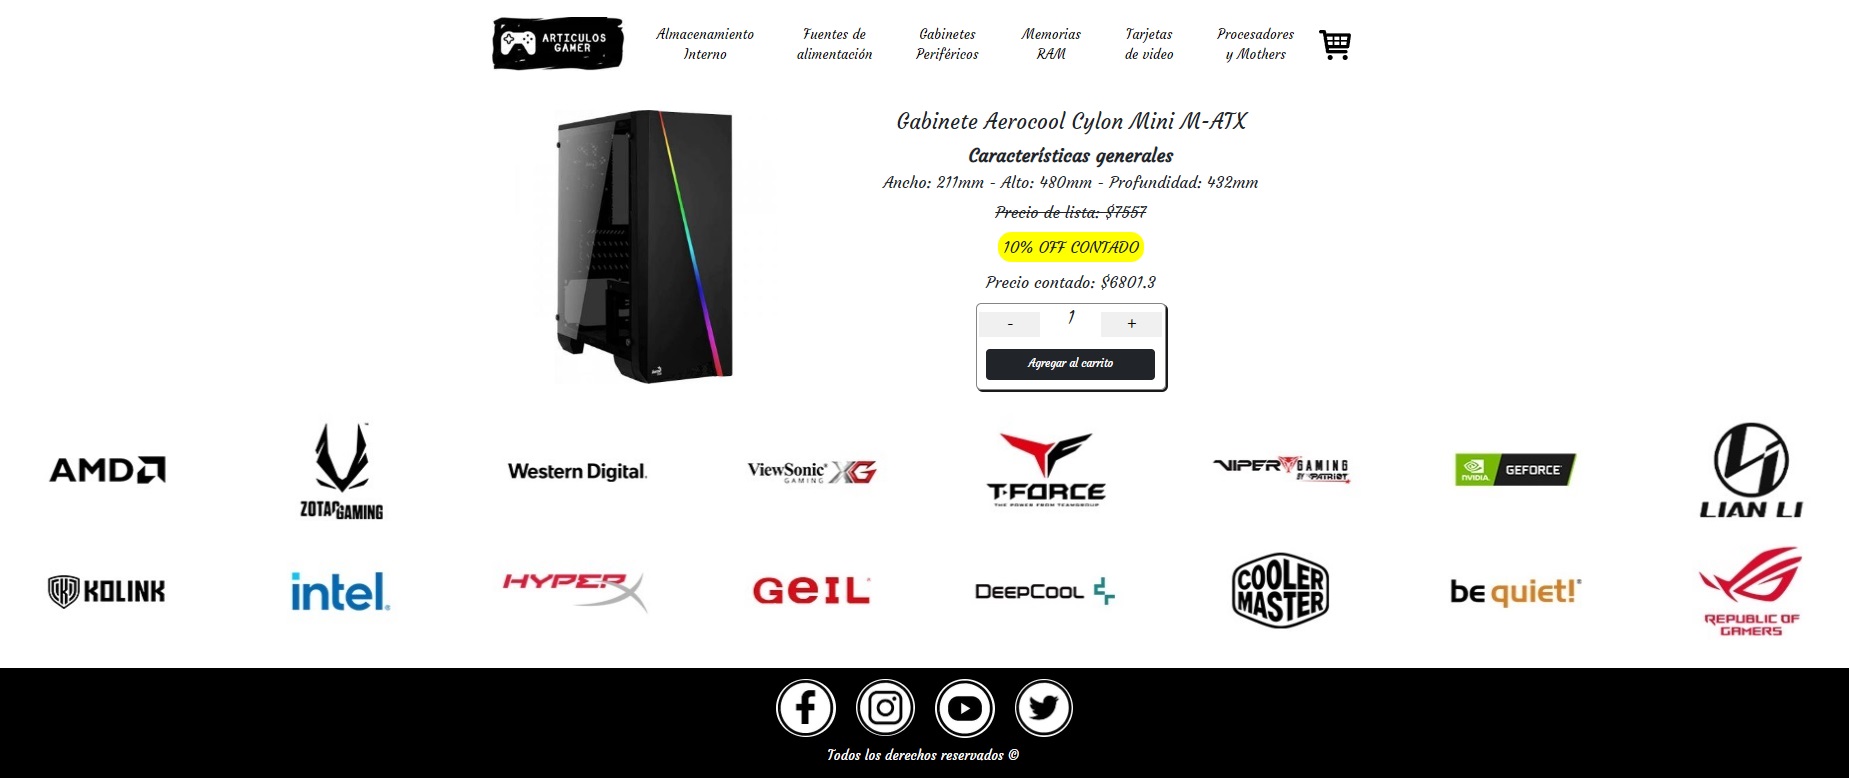 ARTICULOS
GAMER
Almacenamiento
Interno
Fuentes de
alimentación
Gabinetes
Periféricos
Memorias
RAM
Tarjetas
de video
Procesadores
y Mothers
Gabinete Aerocool Cylon Mini M-ATX
Características generales
Ancho: 211mm - Alto: 480mm - Profundidad: 432mm
Precio de lista: $7557
10% OFF CONTADO
Precio contado: $6801.3
- 1 +
Agregar al carrito
AMD
ZOTAC GAMING
Western Digital.
ViewSonic XG
GAMING
T-FORCE
THE POWER FROM TEAMGROUP
VIPER GAMING
BY PATRIOT
NVIDIA. GEFORCE
LIAN LI
KOLINK
intel.
HYPERX
GEIL
DEEPCOOL
COOLER
MASTER
be quiet!
REPUBLIC OF
GAMERS
Todos los derechos reservados ©